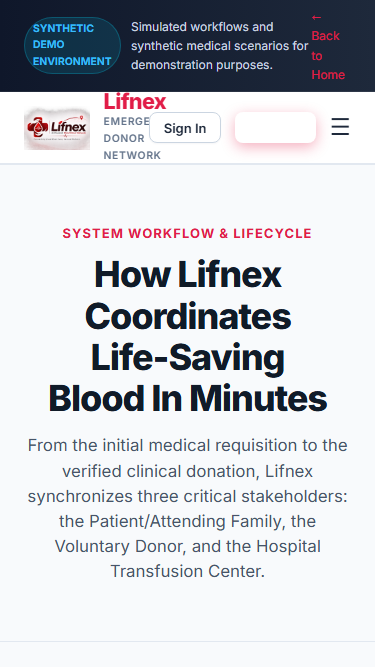 SYNTHETIC
DEMO
ENVIRONMENT
Simulated workflows and
synthetic medical scenarios for
demonstration purposes.
← Back
to
Home
Lifnex
Lifnex
EMERGE
DONOR
NETWORK
Sign In
SYSTEM WORKFLOW & LIFECYCLE
How Lifnex
Coordinates
Life-Saving
Blood In Minutes
From the initial medical requisition to the
verified clinical donation, Lifnex
synchronizes three critical stakeholders:
the Patient/Attending Family, the
Voluntary Donor, and the Hospital
Transfusion Center.